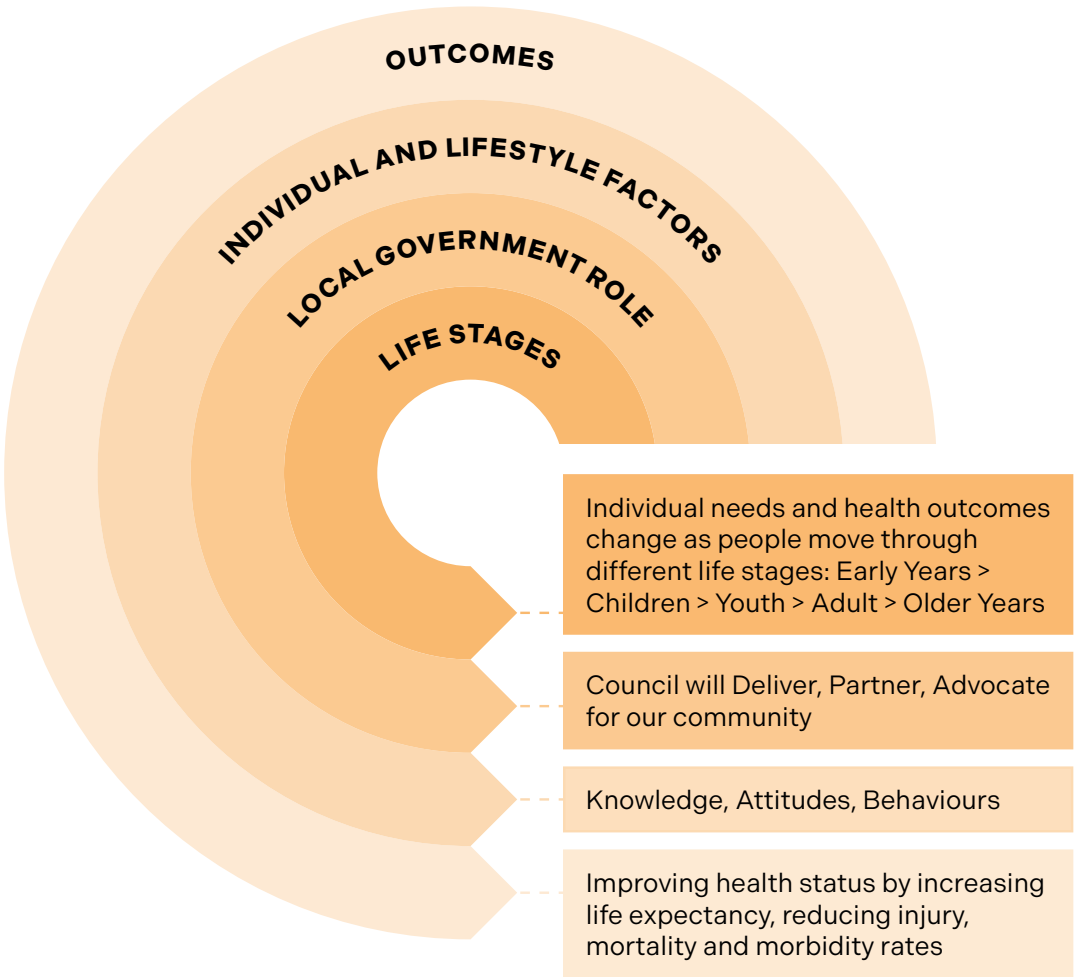 OUTCOMES
INDIVIDUAL AND LIFESTYLE FACTORS
LOCAL GOVERNMENT ROLE
LIFE STAGES
Individual needs and health outcomes
change as people move through
different life stages: Early Years >
Children > Youth > Adult > Older Years
Council will Deliver, Partner, Advocate
for our community
Knowledge, Attitudes, Behaviours
Improving health status by increasing
life expectancy, reducing injury,
mortality and morbidity rates